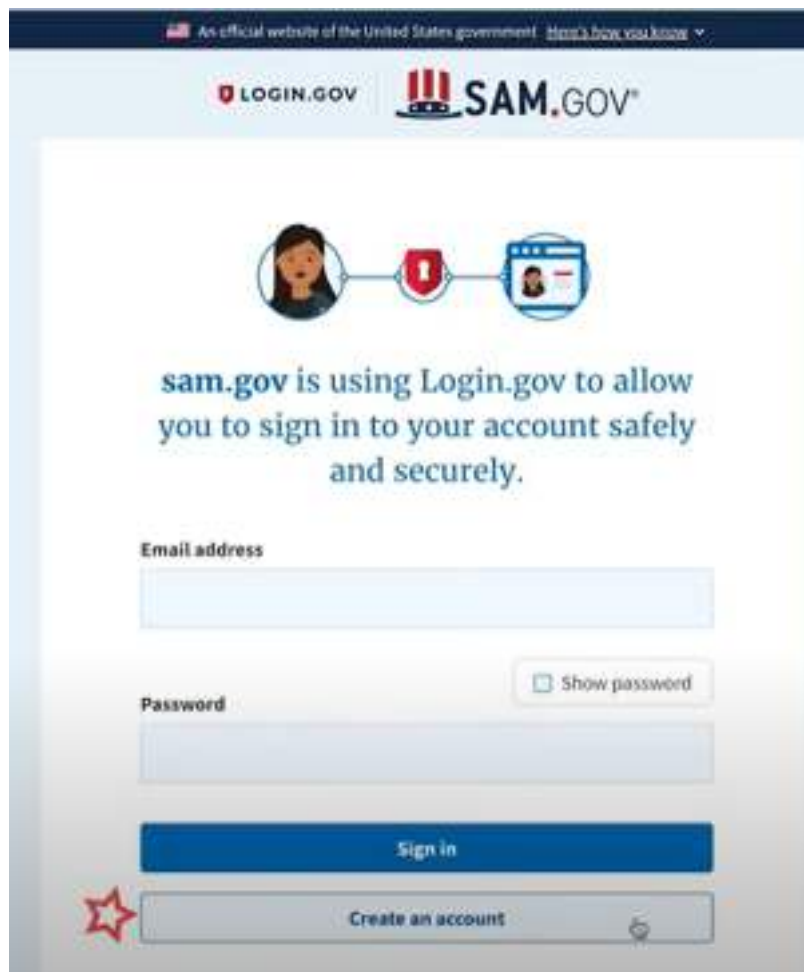 An official website of the United States government Here's how you know
LOGIN.GOV SAM.GOV®
sam.gov is using Login.gov to allow
you to sign in to your account safely
and securely.
Email address
Show password
Password
Sign in
Create an account